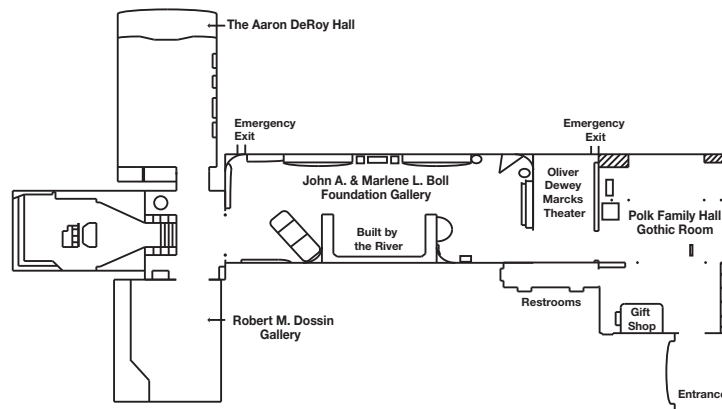 The Aaron DeRoy Hall
Emergency
Exit
Emergency
Exit
John A. & Marlene L. Boll
Foundation Gallery
Oliver
Dewey
Marcks
Theater
Polk Family Hall
Gothic Room
Built by
the River
Restrooms
Gift
Shop
Robert M. Dossin
Gallery
Entrance